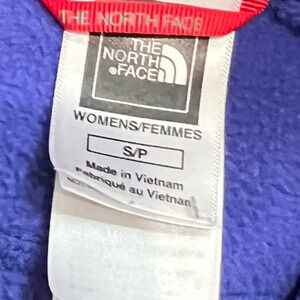 THE NORTH FACE
THE
NORTH
FACE
WOMENS/FEMMES
S/P
Made in Vietnam
Fabriqué au Vietnam